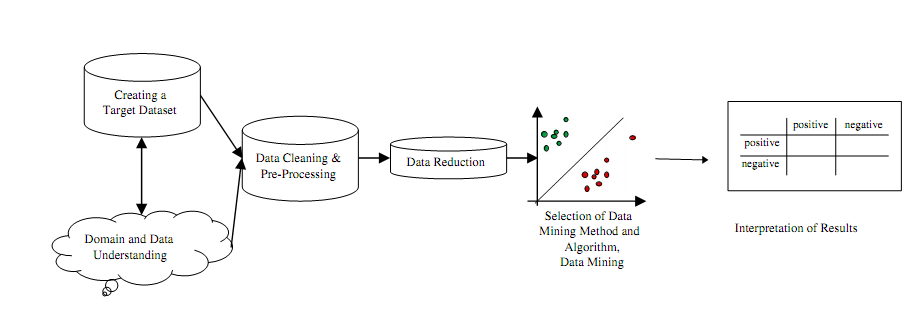 Creating a
Target Dataset
Domain and Data
Understanding
Data Cleaning &
Pre-Processing
Data Reduction
Selection of Data
Mining Method and
Algorithm,
Data Mining
positive negative
positive
negative
Interpretation of Results